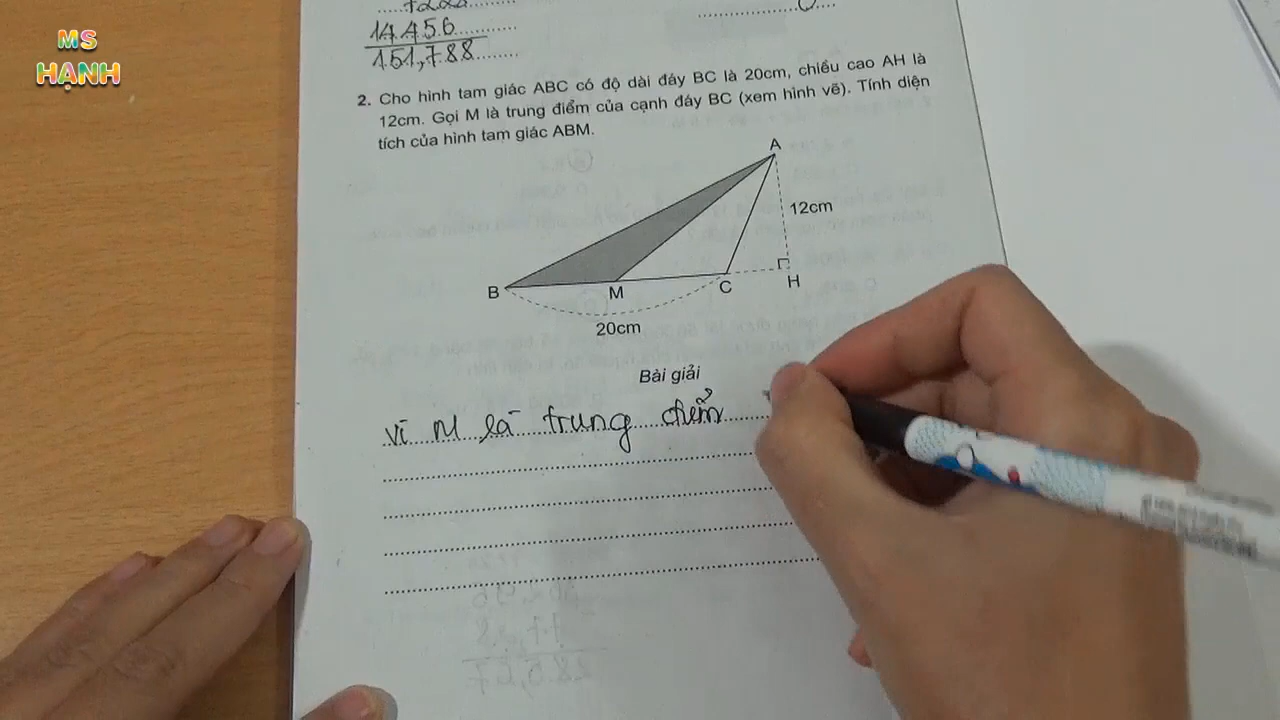 MS
HẠNH
14456
151,788
2. Cho hình tam giác ABC có độ dài đáy BC là 20cm, chiều cao AH là
12cm. Gọi M là trung điểm của cạnh đáy BC (xem hình vẽ). Tính diện
tích của hình tam giác ABM.
A
12cm
B
M
C
H
20cm
Bài giải
Vì M là trung điểm